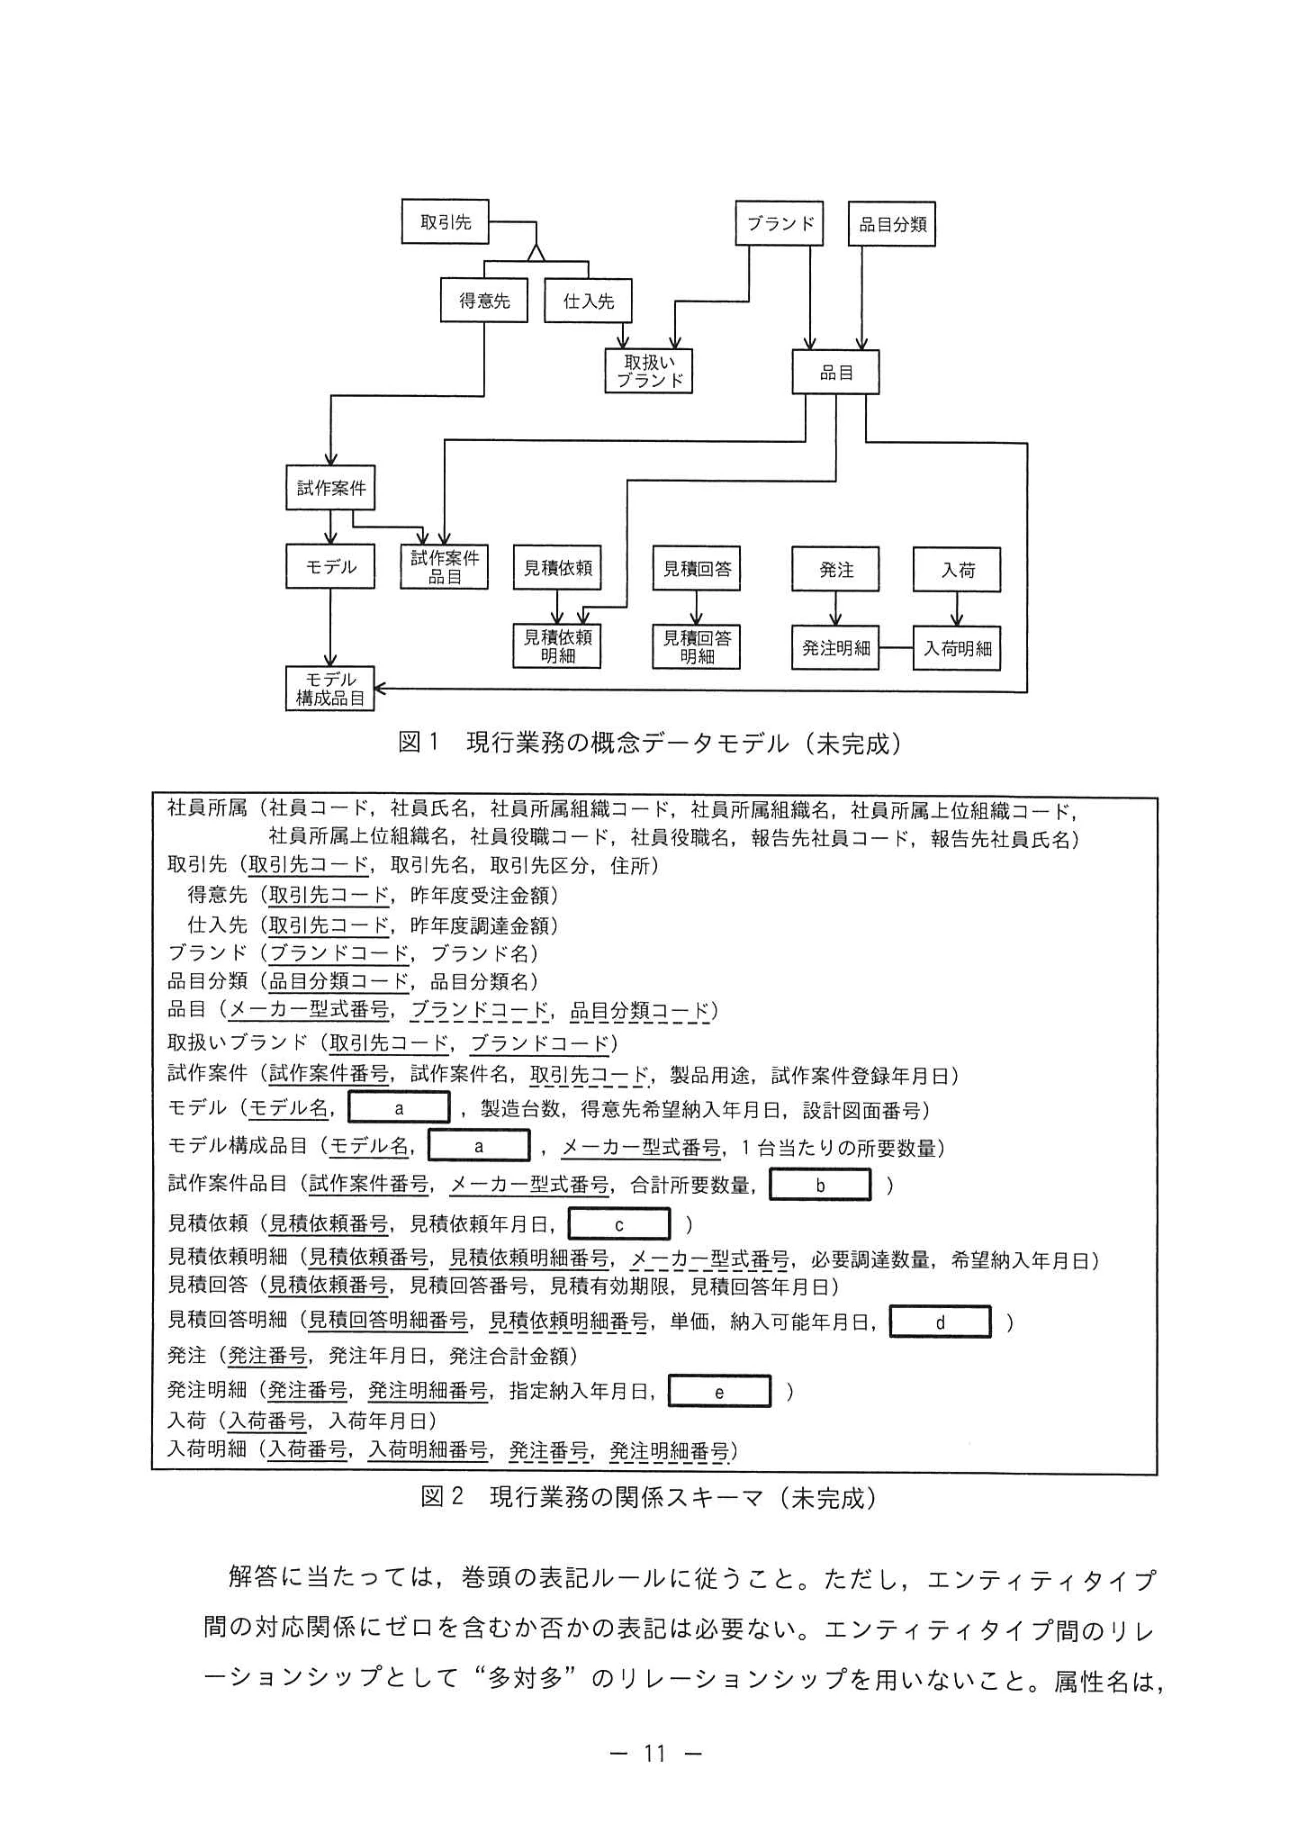 取引先
ブランド
品目分類
得意先
仕入先
取扱い
ブランド
品目
試作案件
モデル
試作案件
品目
見積依頼
見積回答
発注
入荷
見積依頼
明細
見積回答
明細
発注明細
入荷明細
モデル
構成品目
図1 現行業務の概念データモデル（未完成）
社員所属（社員コード，社員氏名，社員所属組織コード，社員所属組織名，社員所属上位組織コード，
社員所属上位組織名，社員役職コード，社員役職名，報告先社員コード，報告先社員氏名）
取引先（取引先コード，取引先名，取引先区分，住所）
得意先（取引先コード，昨年度受注金額）
仕入先（取引先コード，昨年度調達金額）
ブランド（ブランドコード，ブランド名）
品目分類（品目分類コード，品目分類名）
品目（メーカー型式番号，ブランドコード，品目分類コード）
取扱いブランド（取引先コード，ブランドコード）
試作案件（試作案件番号，試作案件名，取引先コード，製品用途，試作案件登録年月日）
モデル（モデル名， a ，製造台数，得意先希望納入年月日，設計図面番号）
モデル構成品目（モデル名， a ，メーカー型式番号，1台当たりの所要数量）
試作案件品目（試作案件番号，メーカー型式番号，合計所要数量， b ）
見積依頼（見積依頼番号，見積依頼年月日， c ）
見積依頼明細（見積依頼番号，見積依頼明細番号，メーカー型式番号，必要調達数量，希望納入年月日）
見積回答（見積依頼番号，見積回答番号，見積有効期限，見積回答年月日）
見積回答明細（見積回答明細番号，見積依頼明細番号，単価，納入可能年月日， d ）
発注（発注番号，発注年月日，発注合計金額）
発注明細（発注番号，発注明細番号，指定納入年月日， e ）
入荷（入荷番号，入荷年月日）
入荷明細（入荷番号，入荷明細番号，発注番号，発注明細番号）
図2 現行業務の関係スキーマ（未完成）
解答に当たっては，巻頭の表記ルールに従うこと。ただし，エンティティタイプ
間の対応関係にゼロを含むか否かの表記は必要ない。エンティティタイプ間のリレ
ーションシップとして“多対多”のリレーションシップを用いないこと。属性名は，
－ 11 －